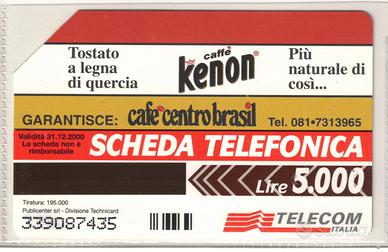 Tostato
a legna
di quercia
caffè
kenon®
Più
naturale di
così...
GARANTISCE: cafe centro brasil Tel. 081•7313965
Validità 31.12.2000
La scheda non è
rimborsabile
SCHEDA TELEFONICA
Lire 5.000
Tiratura: 195.000
Publicenter srl - Divisione Technicard
339087435
TELECOM
ITALIA